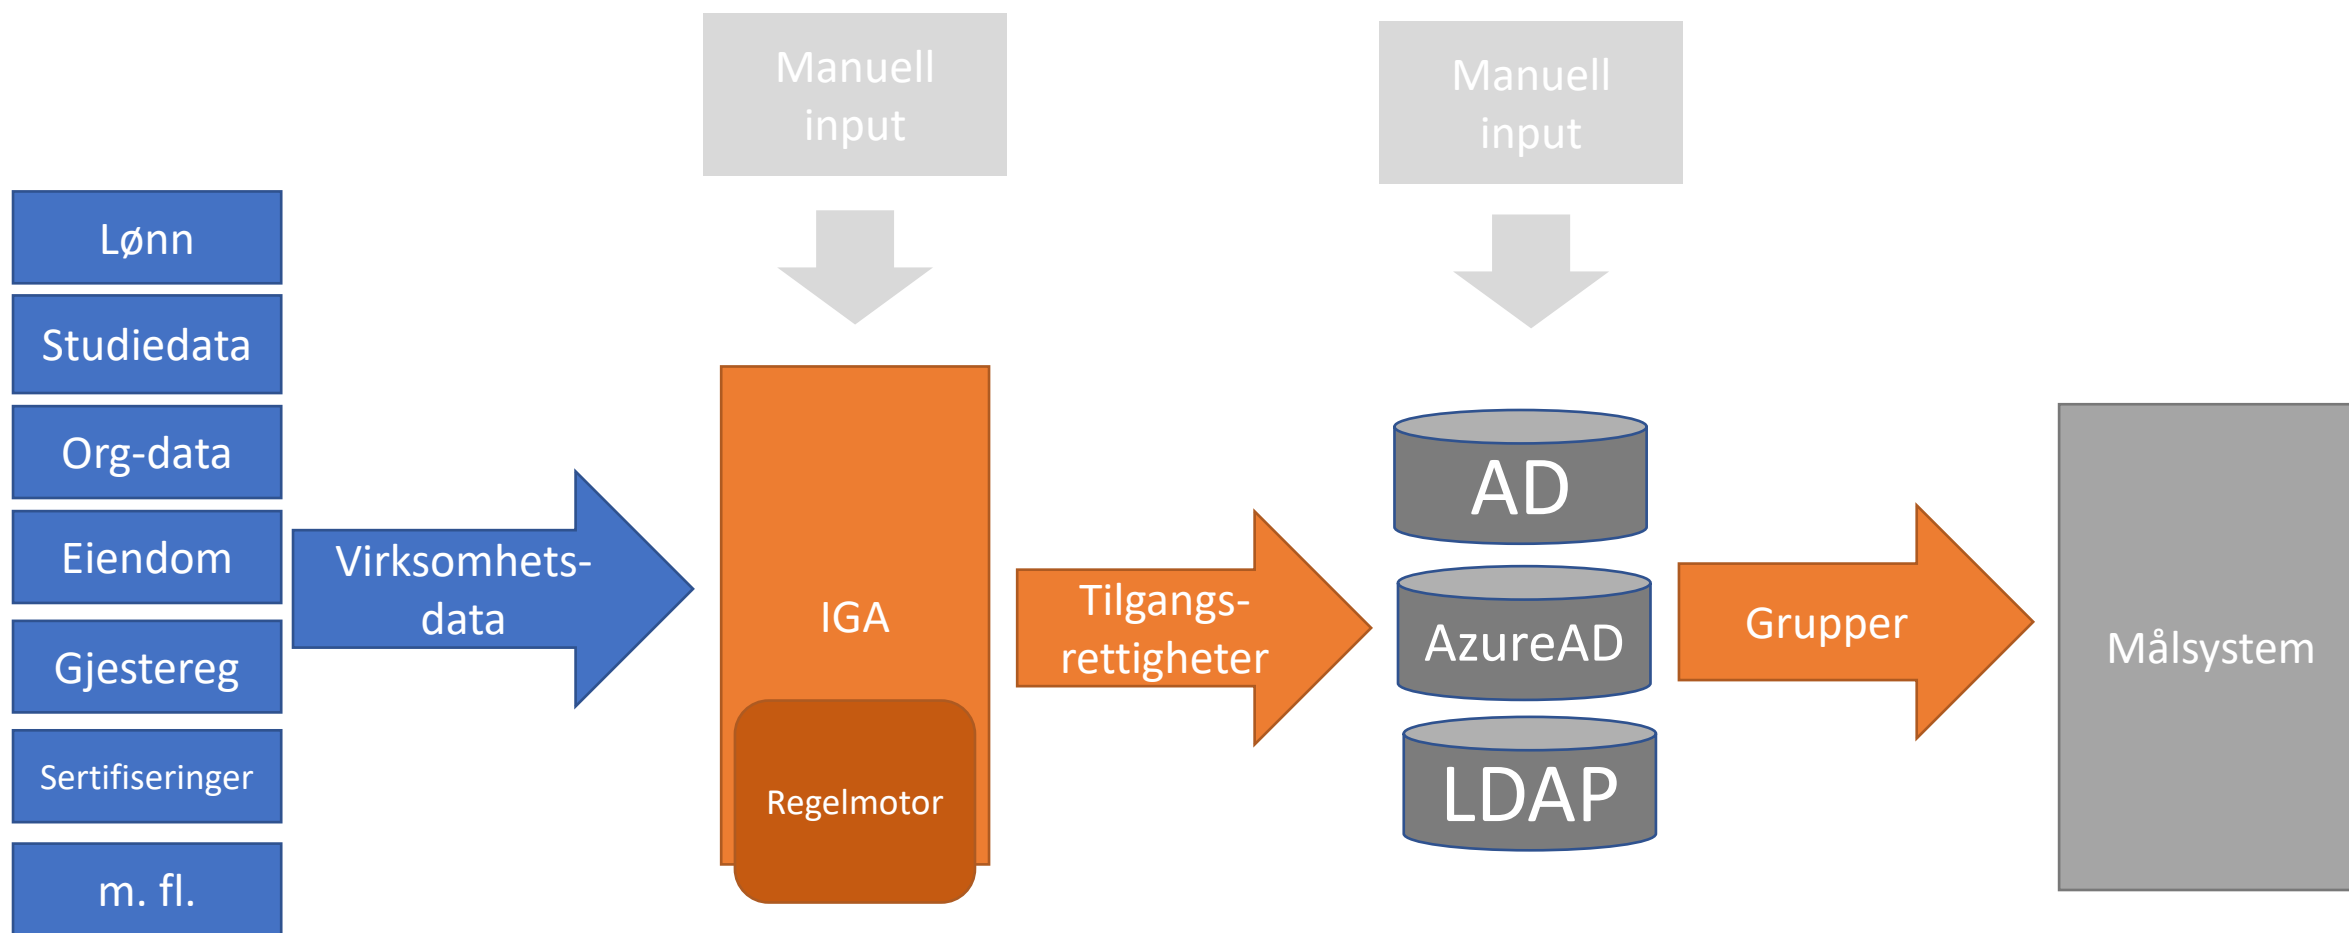 Manuell
input
Manuell
input
Lønn
Studiedata
Org-data
Eiendom
Gjestereg
Sertifiseringer
m. fl.
Virksomhets-
data
IGA
Regelmotor
Tilgangs-
rettigheter
AD
AzureAD
LDAP
Grupper
Målsystem